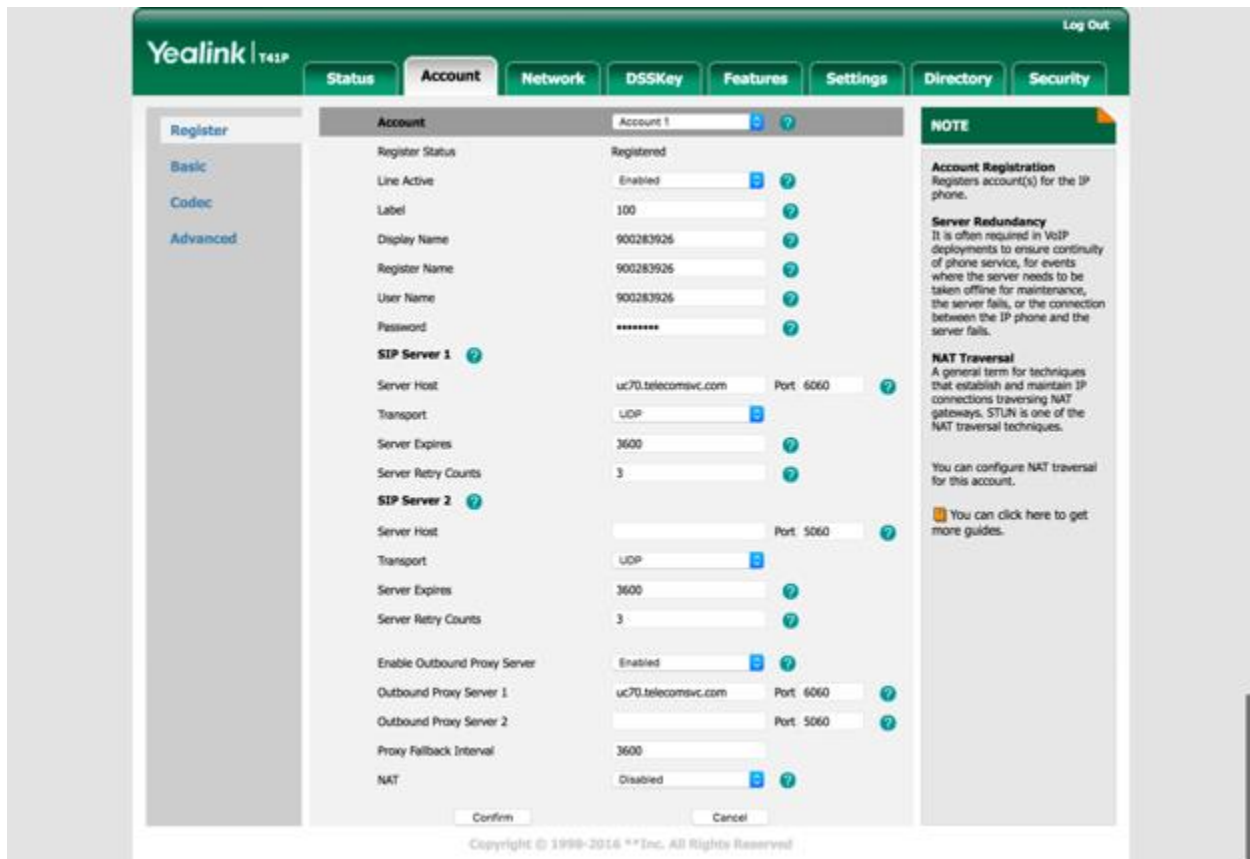 Log Out
Yealink | T41P
Status Account Network DSSKey Features Settings Directory Security
Register
Basic
Codec
Advanced
Account Account 1 ?
Register Status Registered
Line Active Enabled ?
Label 100 ?
Display Name 900283926 ?
Register Name 900283926 ?
User Name 900283926 ?
Password •••••••• ?
SIP Server 1 ?
Server Host uc70.telecomsvc.com Port 6060 ?
Transport UDP
Server Expires 3600 ?
Server Retry Counts 3 ?
SIP Server 2 ?
Server Host Port 5060 ?
Transport UDP
Server Expires 3600 ?
Server Retry Counts 3 ?
Enable Outbound Proxy Server Enabled ?
Outbound Proxy Server 1 uc70.telecomsvc.com Port 6060 ?
Outbound Proxy Server 2 Port 5060 ?
Proxy Fallback Interval 3600
NAT Disabled ?
Confirm Cancel
NOTE
Account Registration
Registers account(s) for the IP
phone.
Server Redundancy
It is often required in VoIP
deployments to ensure continuity
of phone service, for events
where the server needs to be
taken offline for maintenance,
the server fails, or the connection
between the IP phone and the
server fails.
NAT Traversal
A general term for techniques
that establish and maintain IP
connections traversing NAT
gateways. STUN is one of the
NAT traversal techniques.
You can configure NAT traversal
for this account.
You can click here to get
more guides.
Copyright © 1998-2016 **Inc. All Rights Reserved